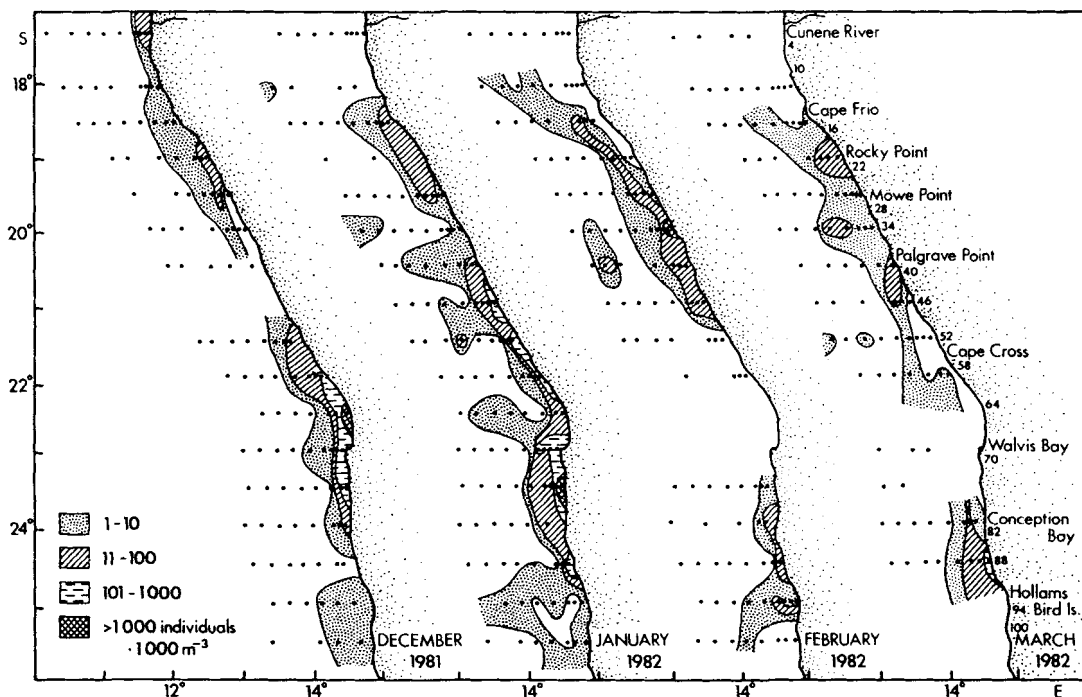 S
18°
20°
22°
24°
Cunene River
4
10
Cape Frio
16
Rocky Point
22
Mowe Point
28
34
Palgrave Point
40
46
52
Cape Cross
58
64
Walvis Bay
70
Conception
Bay
82
88
Hollams
Bird Is.
94
100
1-10
11-100
101-1000
>1000 individuals
·1000 m⁻³
DECEMBER
1981
JANUARY
1982
FEBRUARY
1982
MARCH
1982
12°
14°
14°
14°
14°
E